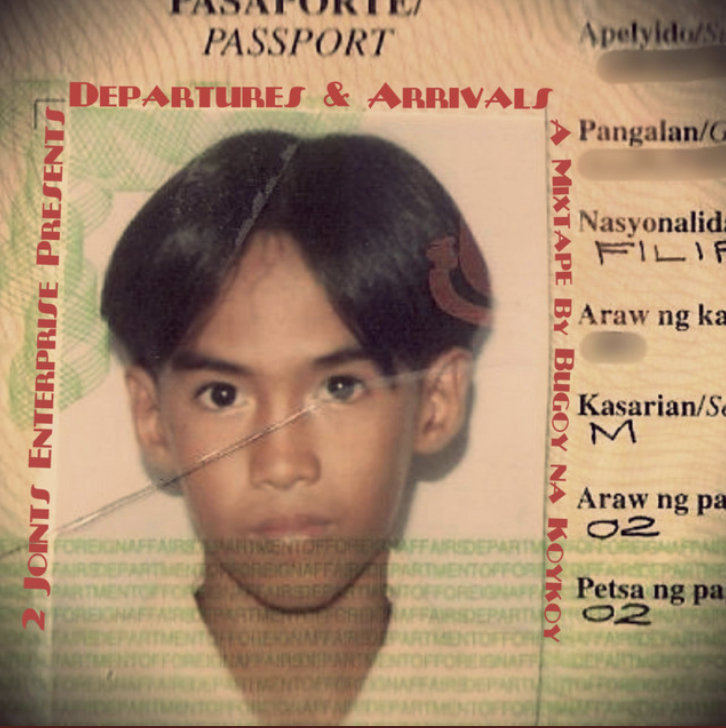 PASAPORTE/
PASSPORT
DEPARTURES & ARRIVALS
2 JOINTS ENTERPRISE PRESENTS
A MIXTAPE BY BUGOY NA KOYKOY
Apelyido/S
Pangalan/G
Nasyonalida
FILIP
Araw ng ka
Kasarian/Se
M
Araw ng pa
02
Petsa ng pa
02
FOREIGNAFFAIRSDEPARTMENTOFFOREIGNAFFAIRSDEPARTM